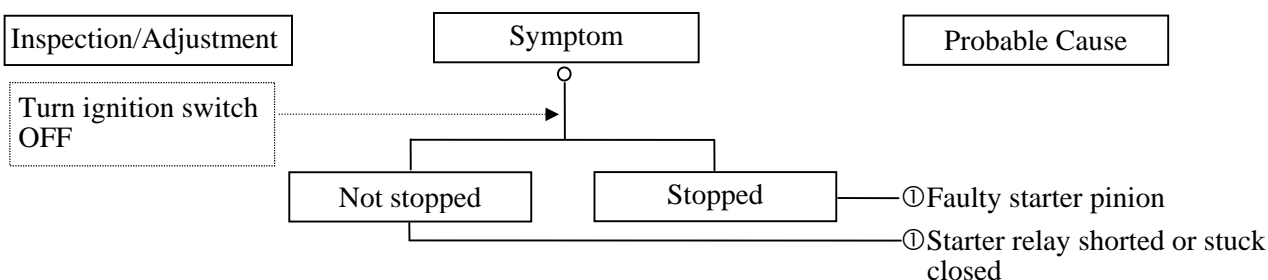 Inspection/Adjustment
Symptom
Probable Cause
Turn ignition switch
OFF
Not stopped
Stopped
①Faulty starter pinion
①Starter relay shorted or stuck
closed